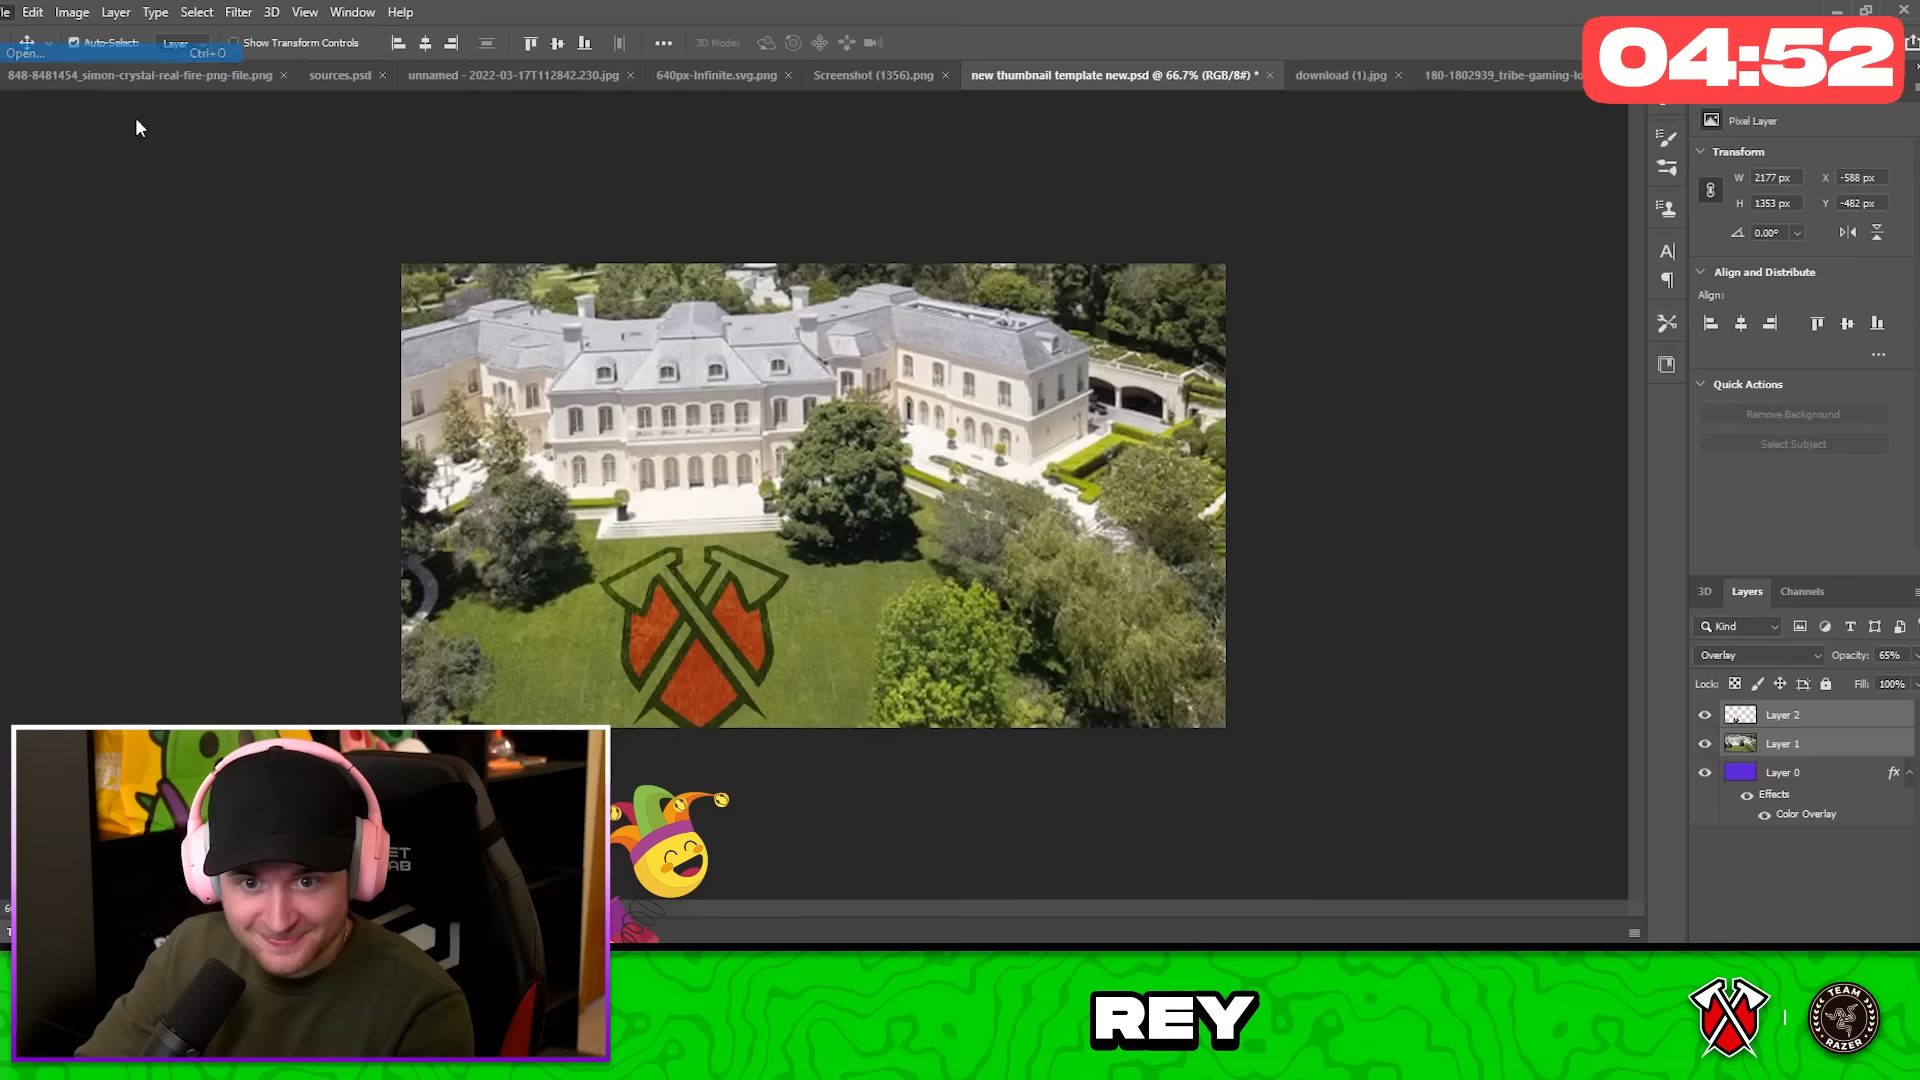 le Edit Image Layer Type Select Filter 3D View Window Help
Auto-Select: Layer Show Transform Controls 3D Mode:
Open... Ctrl+O
848-8481454_simon-crystal-real-fire-png-file.png sources.psd unnamed - 2022-03-17T112842.230.jpg 640px-Infinite.svg.png Screenshot (1356).png new thumbnail template new.psd @ 66.7% (RGB/8#) * download (1).jpg 180-1802939_tribe-gaming-lo
04:52
Pixel Layer
Transform
W 2177 px X -588 px
H 1353 px Y -482 px
0.00°
Align and Distribute
Align:
Quick Actions
Remove Background
Select Subject
3D Layers Channels
Kind
Overlay Opacity: 65%
Lock: Fill: 100%
Layer 2
Layer 1
Layer 0 fx
Effects
Color Overlay
REY
TEAM
RAZER